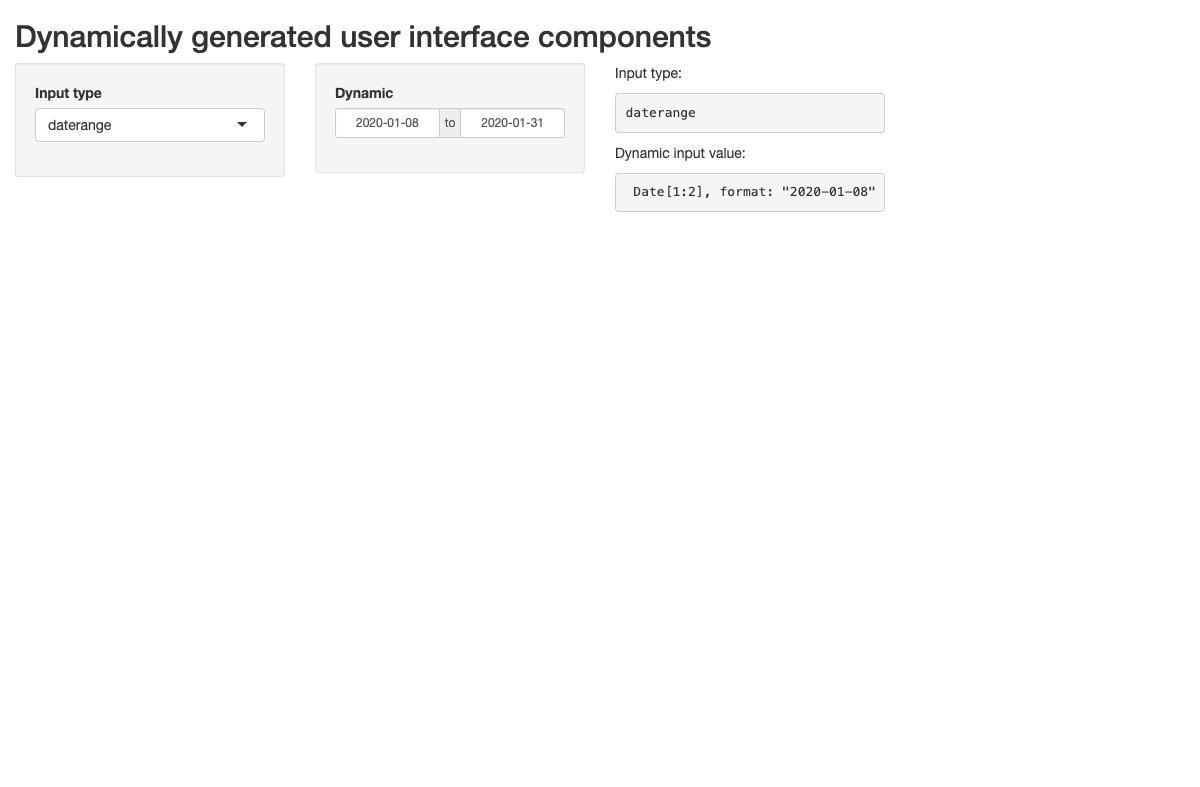 Dynamically generated user interface components
Input type
daterange
Dynamic
2020-01-08 to 2020-01-31
Input type:
daterange
Dynamic input value:
Date[1:2], format: "2020-01-08"